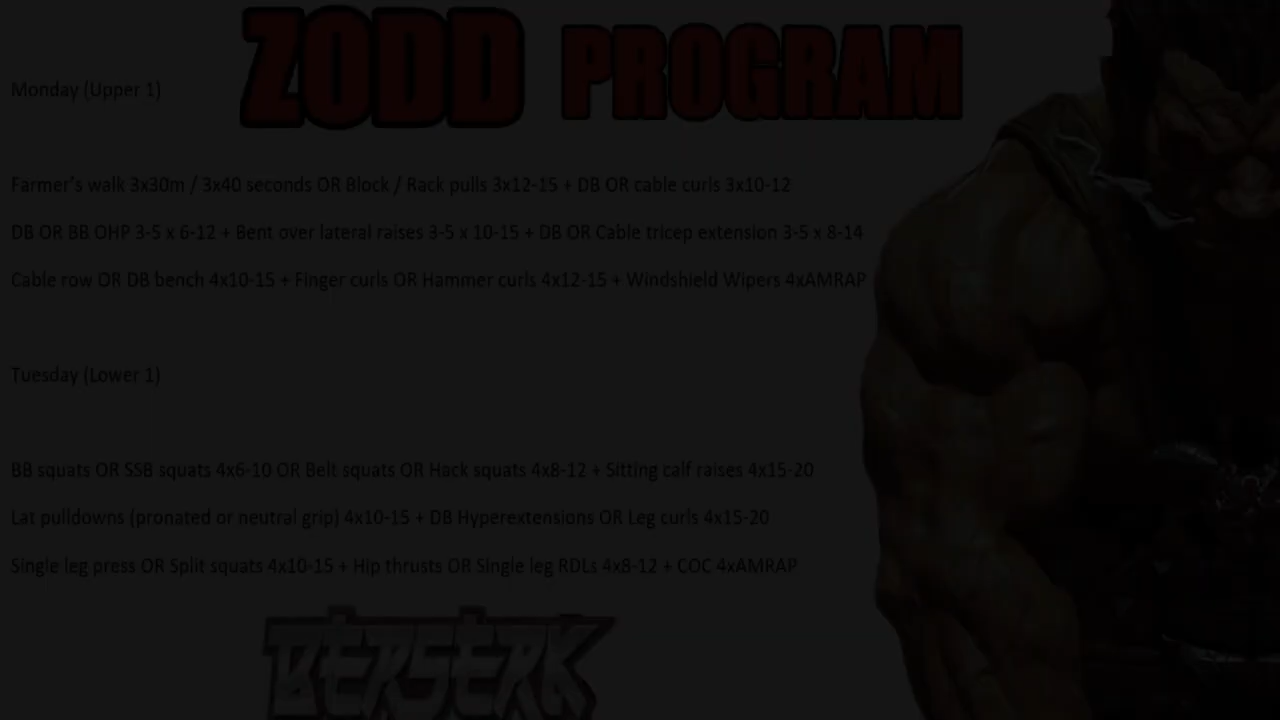 ZODD PROGRAM
Monday (Upper 1)
Farmer's walk 3x30m / 3x40 seconds OR Block / Rack pulls 3x12-15 + DB OR cable curls 3x10-12
DB OR BB OHP 3-5 x 6-12 + Bent over lateral raises 3-5 x 10-15 + DB OR Cable tricep extension 3-5 x 8-14
Cable row OR DB bench 4x10-15 + Finger curls OR Hammer curls 4x12-15 + Windshield Wipers 4xAMRAP
Tuesday (Lower 1)
BB squats OR SSB squats 4x6-10 OR Belt squats OR Hack squats 4x8-12 + Sitting calf raises 4x15-20
Lat pulldowns (pronated or neutral grip) 4x10-15 + DB Hyperextensions OR Leg curls 4x15-20
Single leg press OR Split squats 4x10-15 + Hip thrusts OR Single leg RDLs 4x8-12 + COC 4xAMRAP
BERSERK